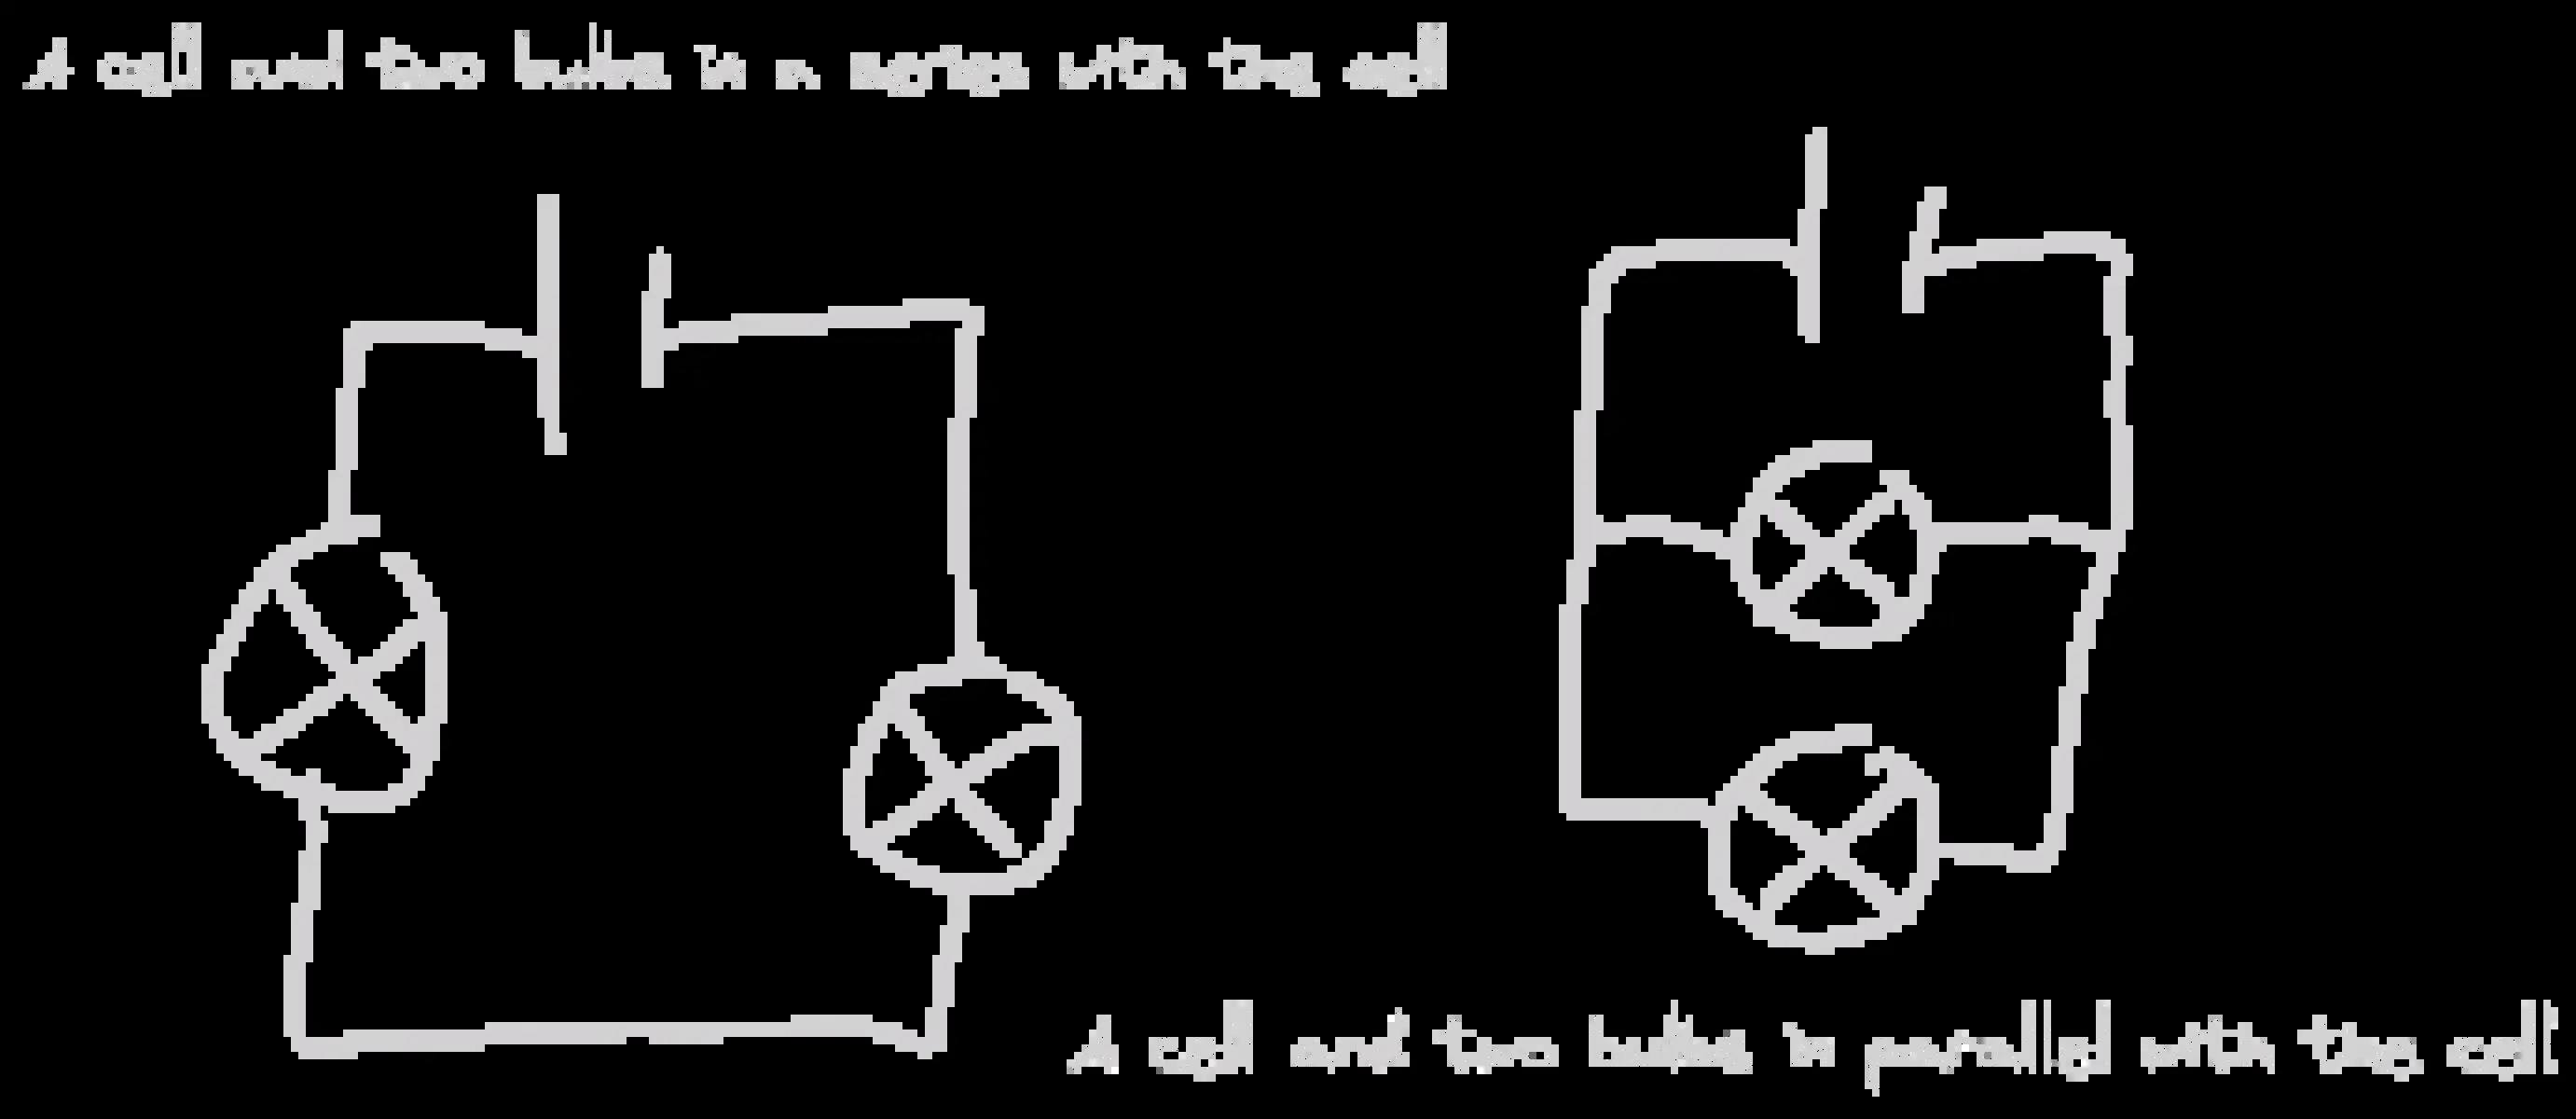 A cell and two bulbs in a series with the cell
A cell and two bulbs in parallel with the cell